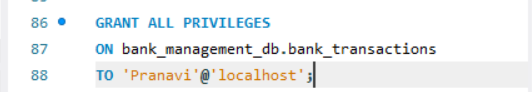 86 GRANT ALL PRIVILEGES
87 ON bank_management_db.bank_transactions
88 TO 'Pranavi'@'localhost';